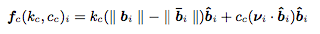 𝒇_c(k_c, c_c)_i = k_c(∥ 𝒃_i ∥ − ∥ 𝒃̄_i ∥)𝒃̂_i + c_c(𝝂_i · 𝒃̂_i)𝒃̂_i